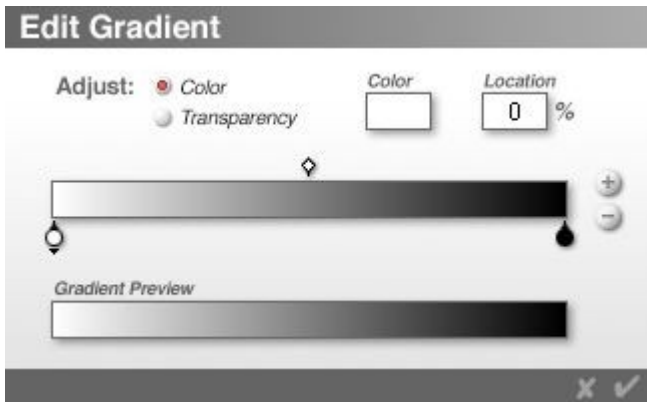 Edit Gradient
Adjust: Color
Transparency
Color
Location
0 %
Gradient Preview